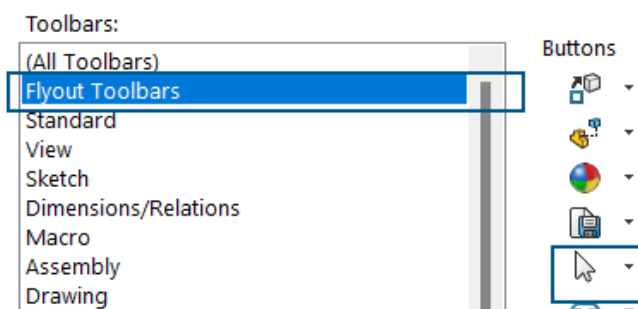 Toolbars:
Buttons
(All Toolbars)
Flyout Toolbars
Standard
View
Sketch
Dimensions/Relations
Macro
Assembly
Drawing